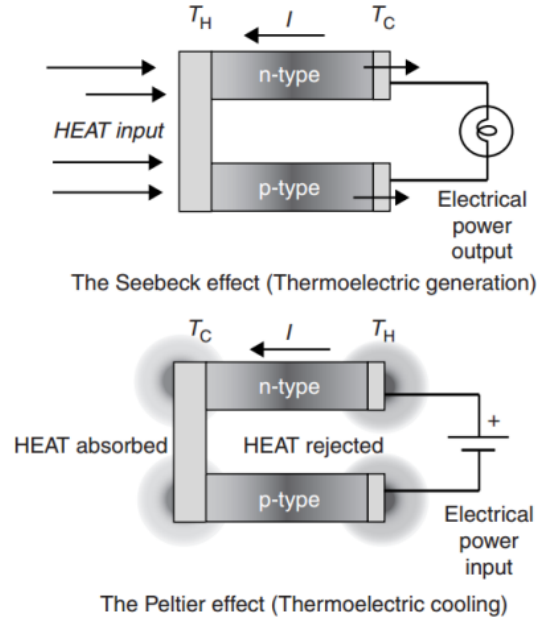 T_H I T_C
n-type
HEAT input
p-type
Electrical
power
output
The Seebeck effect (Thermoelectric generation)
T_C I T_H
n-type
+
HEAT absorbed HEAT rejected
p-type
Electrical
power
input
The Peltier effect (Thermoelectric cooling)